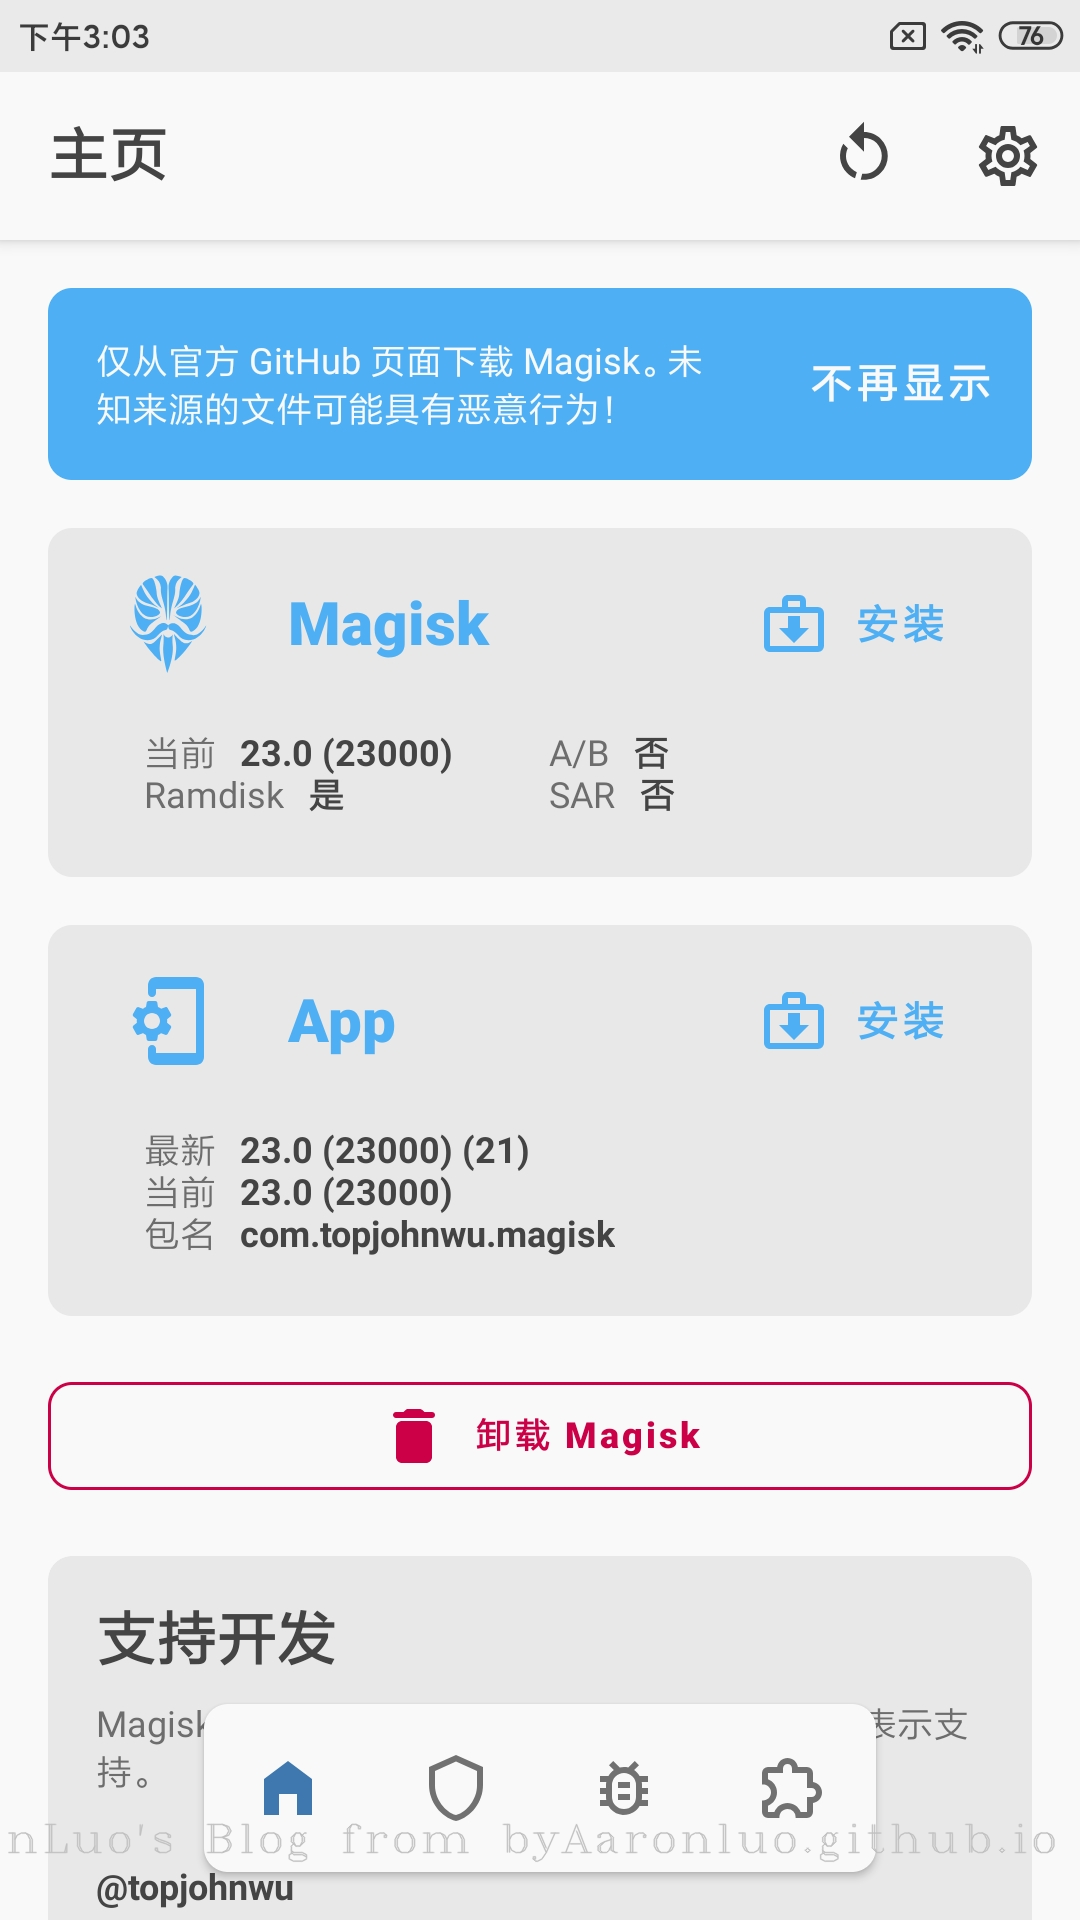 下午3:03
76
主页
仅从官方 GitHub 页面下载 Magisk。未
知来源的文件可能具有恶意行为！
不再显示
Magisk
安装
当前 23.0 (23000) A/B 否
Ramdisk 是 SAR 否
App
安装
最新 23.0 (23000) (21)
当前 23.0 (23000)
包名 com.topjohnwu.magisk
卸载 Magisk
支持开发
Magisk 表示支
持。
nLuo's Blog from byAaronluo.github.io
@topjohnwu